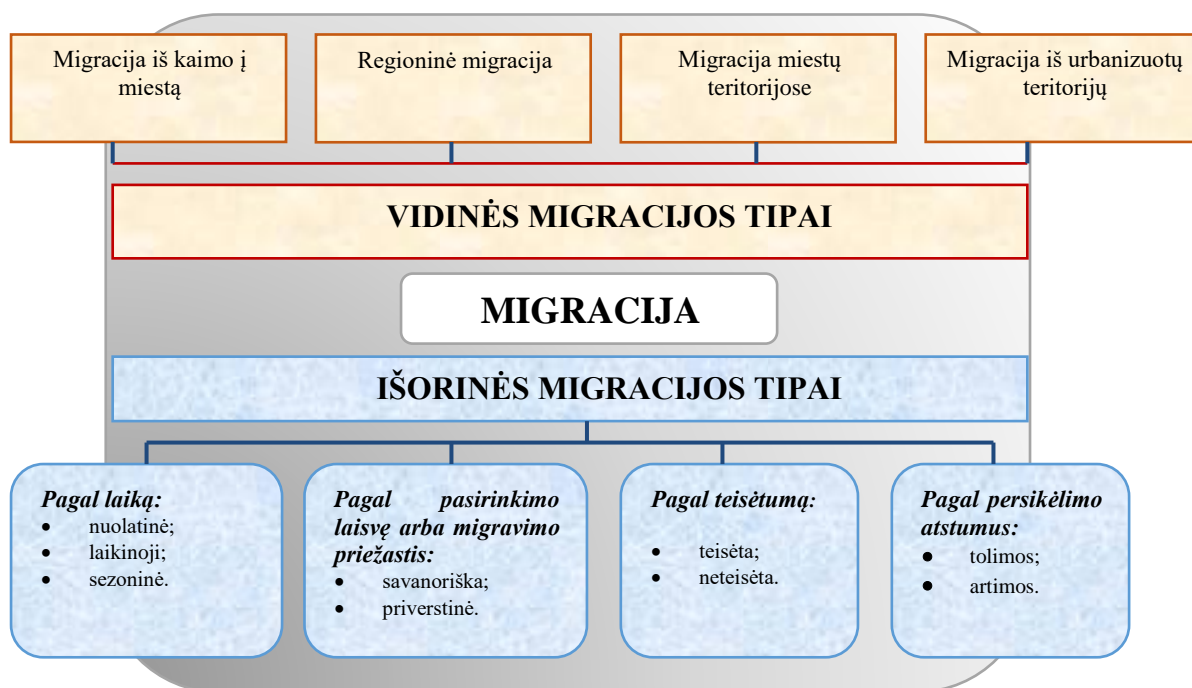 Migracija iš kaimo į
miestą
Regioninė migracija
Migracija miestų
teritorijose
Migracija iš urbanizuotų
teritorijų
VIDINĖS MIGRACIJOS TIPAI
MIGRACIJA
IŠORINĖS MIGRACIJOS TIPAI
Pagal laiką:
• nuolatinė;
• laikinoji;
• sezoninė.
Pagal pasirinkimo
laisvę arba migravimo
priežastis:
• savanoriška;
• priverstinė.
Pagal teisėtumą:
• teisėta;
• neteisėta.
Pagal persikėlimo
atstumus:
• tolimos;
• artimos.